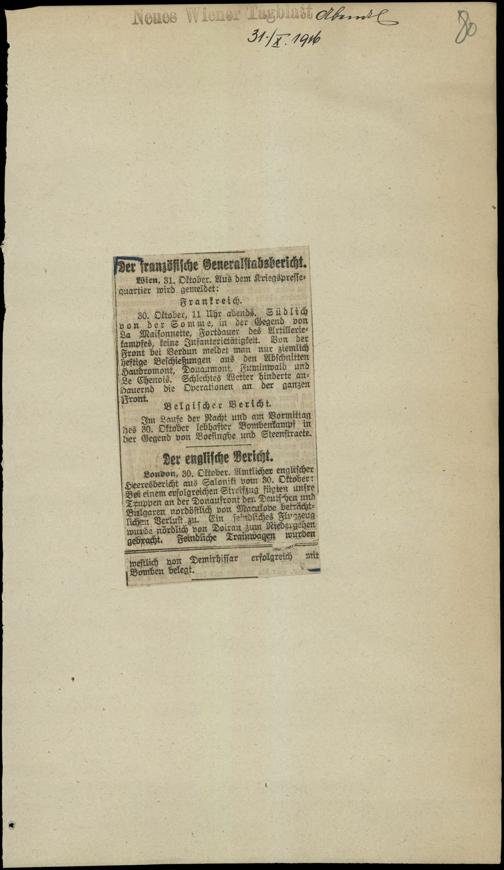 Neues Wiener Tagblatt Abend
31./X. 1916
80
Der französische Generalstabsbericht.
Wien, 31. Oktober. Aus dem Kriegspresse-
quartier wird gemeldet:
Frankreich.
30. Oktober, 11 Uhr abends. Südlich
von der Somme, in der Gegend von
La Maisonnette, Fortdauer des Artillerie-
kampfes, keine Infanterietätigkeit. Von der
Front bei Verdun meldet man nur ziemlich
heftige Beschießungen aus den Abschnitten
Haudromont, Douaumont, Fuminwald und
Le Chenois. Schlechtes Wetter hinderte an-
dauernd die Operationen an der ganzen
Front.
Belgischer Bericht.
Im Laufe der Nacht und am Vormittag
des 30. Oktober lebhafter Bombenkampf in
der Gegend von Boesinghe und Steenstraete.
Der englische Bericht.
London, 30. Oktober. Amtlicher englischer
Heeresbericht aus Saloniki vom 30. Oktober:
Bei einem erfolgreichen Streifzug fügten unsre
Truppen an der Doiranfront der Deutschen und
Bulgaren nordöstlich von Macukovo beträcht-
lichen Verlust zu. Ein feindliches Flugzeug
wurde nördlich von Doiran zum Niedergehen
gebracht. Feindliche Trainwagen wurden
westlich von Demirhissar erfolgreich mit
Bomben belegt.